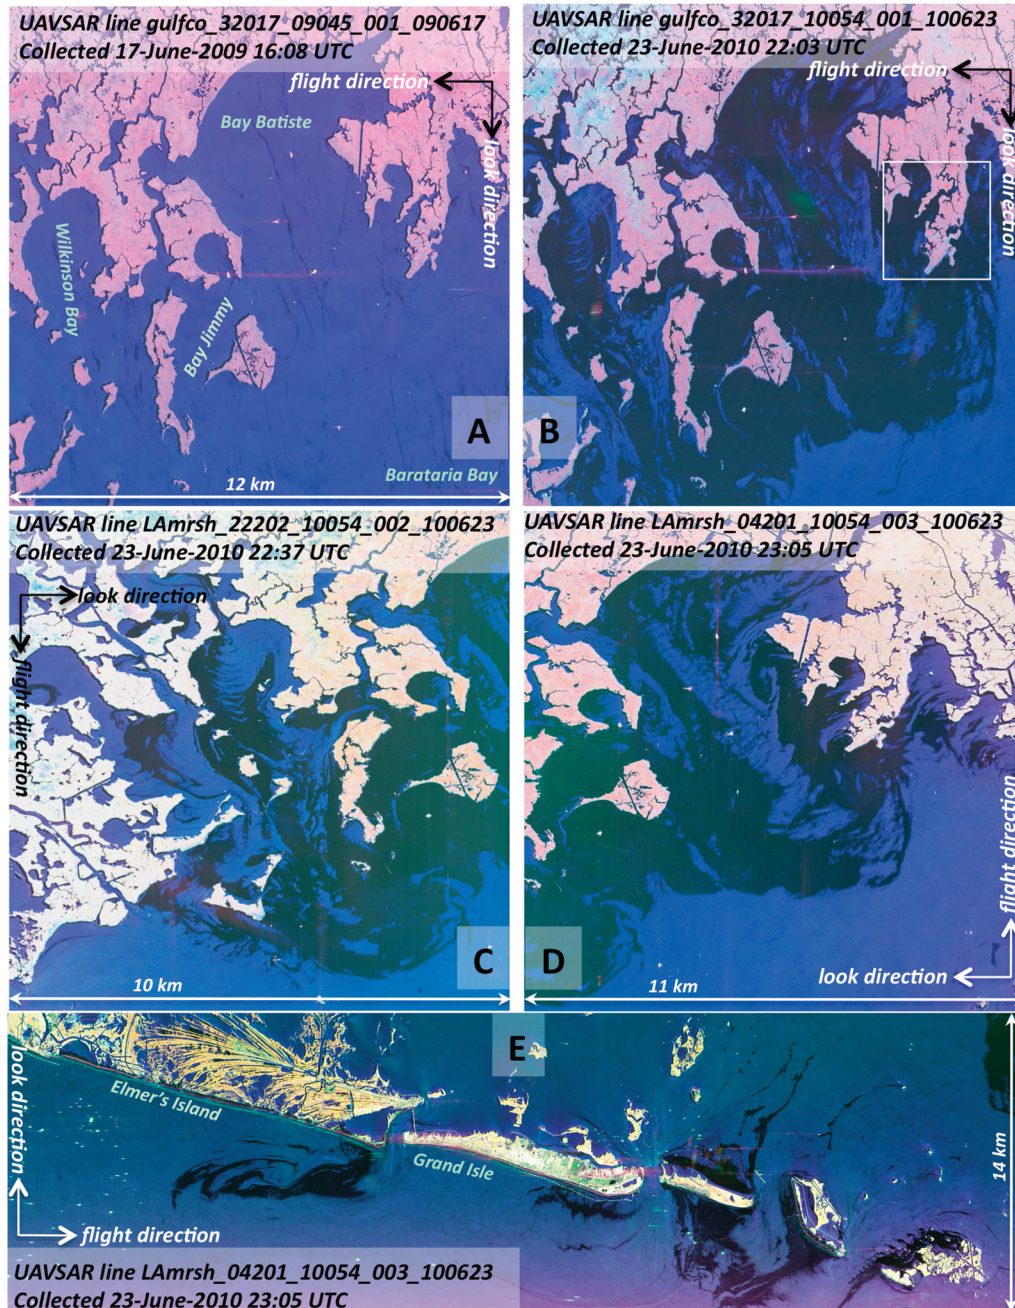 UAVSAR line gulfco_32017_09045_001_090617
Collected 17-June-2009 16:08 UTC
flight direction
look direction
Bay Batiste
Wilkinson Bay
Bay Jimmy
A
Barataria Bay
12 km
UAVSAR line gulfco_32017_10054_001_100623
Collected 23-June-2010 22:03 UTC
flight direction
look direction
B
UAVSAR line LAmrsh_22202_10054_002_100623
Collected 23-June-2010 22:37 UTC
look direction
flight direction
C
10 km
UAVSAR line LAmrsh_04201_10054_003_100623
Collected 23-June-2010 23:05 UTC
flight direction
D
look direction
11 km
E
look direction
Elmer's Island
Grand Isle
14 km
flight direction
UAVSAR line LAmrsh_04201_10054_003_100623
Collected 23-June-2010 23:05 UTC